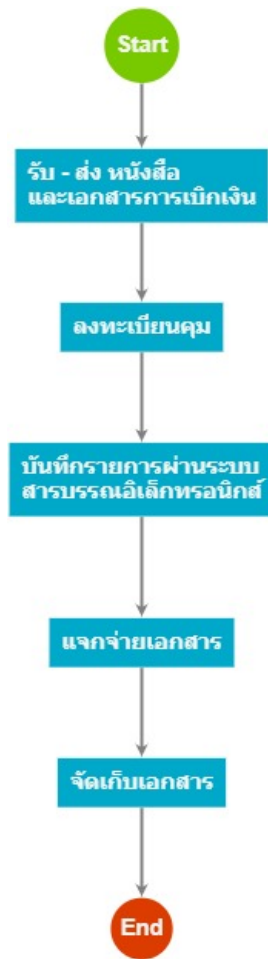 Start
รับ - ส่ง หนังสือ
และเอกสารการเบิกเงิน
ลงทะเบียนคุม
บันทึกรายการผ่านระบบ
สารบรรณอิเล็กทรอนิกส์
แจกจ่ายเอกสาร
จัดเก็บเอกสาร
End